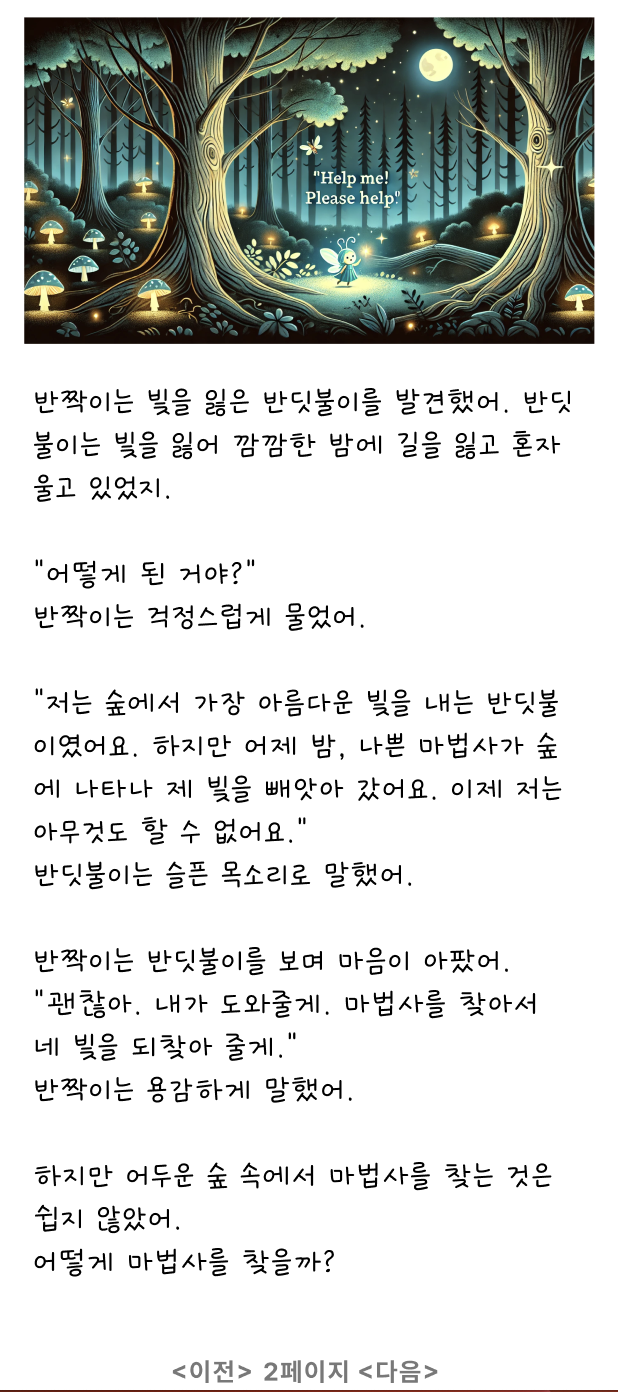 "Help me!
Please help."
반짝이는 빛을 잃은 반딧불이를 발견했어. 반딧
불이는 빛을 잃어 깜깜한 밤에 길을 잃고 혼자
울고 있었지.
"어떻게 된 거야?"
반짝이는 걱정스럽게 물었어.
"저는 숲에서 가장 아름다운 빛을 내는 반딧불
이였어요. 하지만 어제 밤, 나쁜 마법사가 숲
에 나타나 제 빛을 빼앗아 갔어요. 이제 저는
아무것도 할 수 없어요."
반딧불이는 슬픈 목소리로 말했어.
반짝이는 반딧불이를 보며 마음이 아팠어.
"괜찮아. 내가 도와줄게. 마법사를 찾아서
네 빛을 되찾아 줄게."
반짝이는 용감하게 말했어.
하지만 어두운 숲 속에서 마법사를 찾는 것은
쉽지 않았어.
어떻게 마법사를 찾을까?
<이전> 2페이지 <다음>